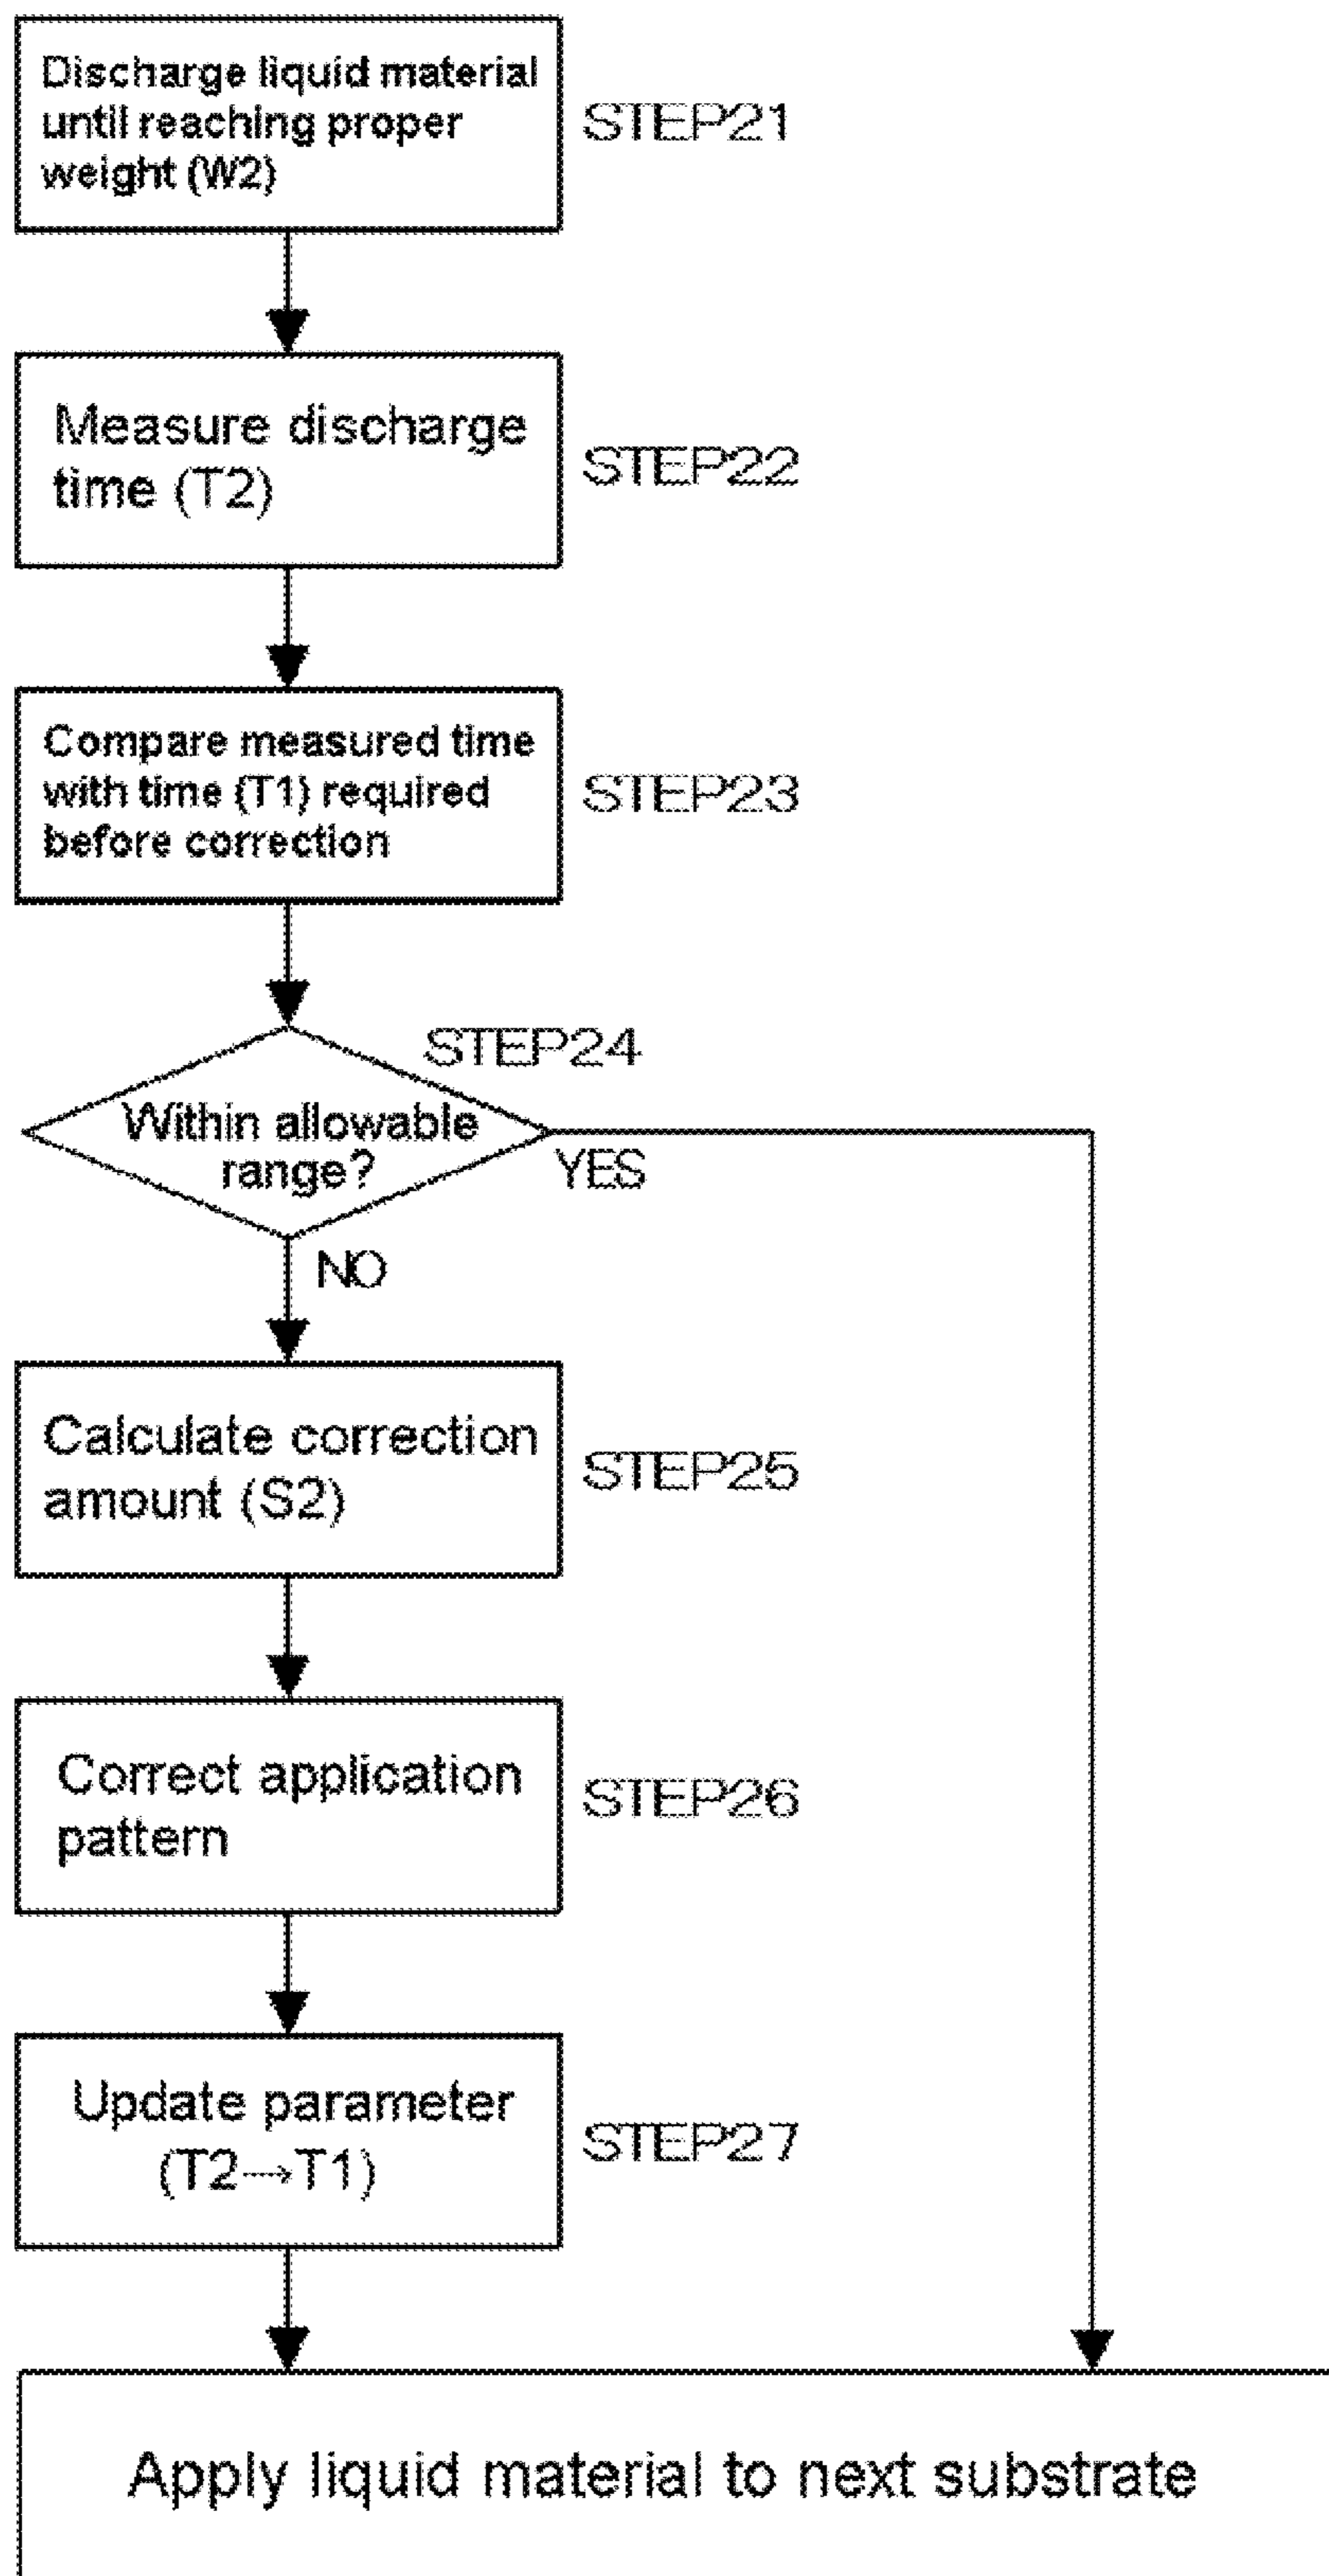 Discharge liquid material
until reaching proper
weight (W2)
STEP21
Measure discharge
time (T2)
STEP22
Compare measured time
with time (T1) required
before correction
STEP23
STEP24
Within allowable
range?
YES
NO
Calculate correction
amount (S2)
STEP25
Correct application
pattern
STEP26
Update parameter
(T2→T1)
STEP27
Apply liquid material to next substrate